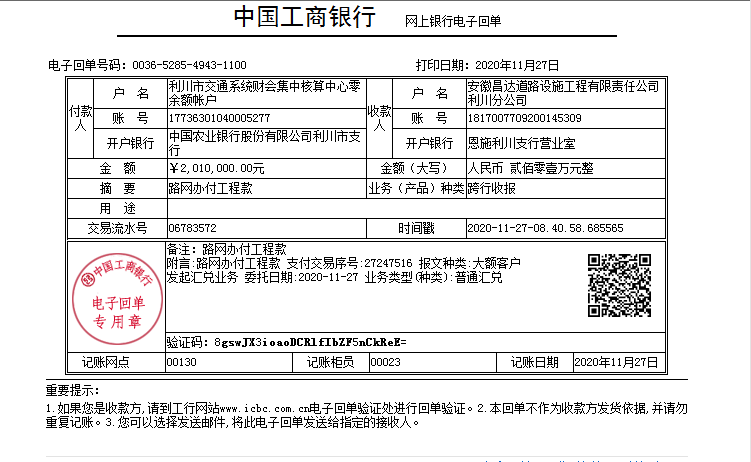 中国工商银行 网上银行电子回单
电子回单号码：0036-5285-4943-1100 打印日期：2020年11月27日
付款人 户 名 利川市交通系统财会集中核算中心零余额帐户 收款人 户 名 安徽昌达道路设施工程有限责任公司利川分公司
账 号 17736301040005277 账 号 1817007709200145309
开户银行 中国农业银行股份有限公司利川市支行 开户银行 恩施利川支行营业室
金 额 ¥2,010,000.00元 金额（大写） 人民币 贰佰零壹万元整
摘 要 路网办付工程款 业务（产品）种类 跨行收报
用 途
交易流水号 06783572 时间戳 2020-11-27-08.40.58.685565
备注：路网办付工程款
附言:路网办付工程款 支付交易序号:27247516 报文种类:大额客户
发起汇兑业务 委托日期:2020-11-27 业务类型(种类):普通汇兑
中国工商银行
电子回单
专用章
验证码：8gswJX3ioaoDCRlfIbZF5nCkReE=
记账网点 00130 记账柜员 00023 记账日期 2020年11月27日
重要提示：
1.如果您是收款方,请到工行网站www.icbc.com.cn电子回单验证处进行回单验证。2.本回单不作为收款方发货依据,并请勿
重复记账。3.您可以选择发送邮件,将此电子回单发送给指定的接收人。